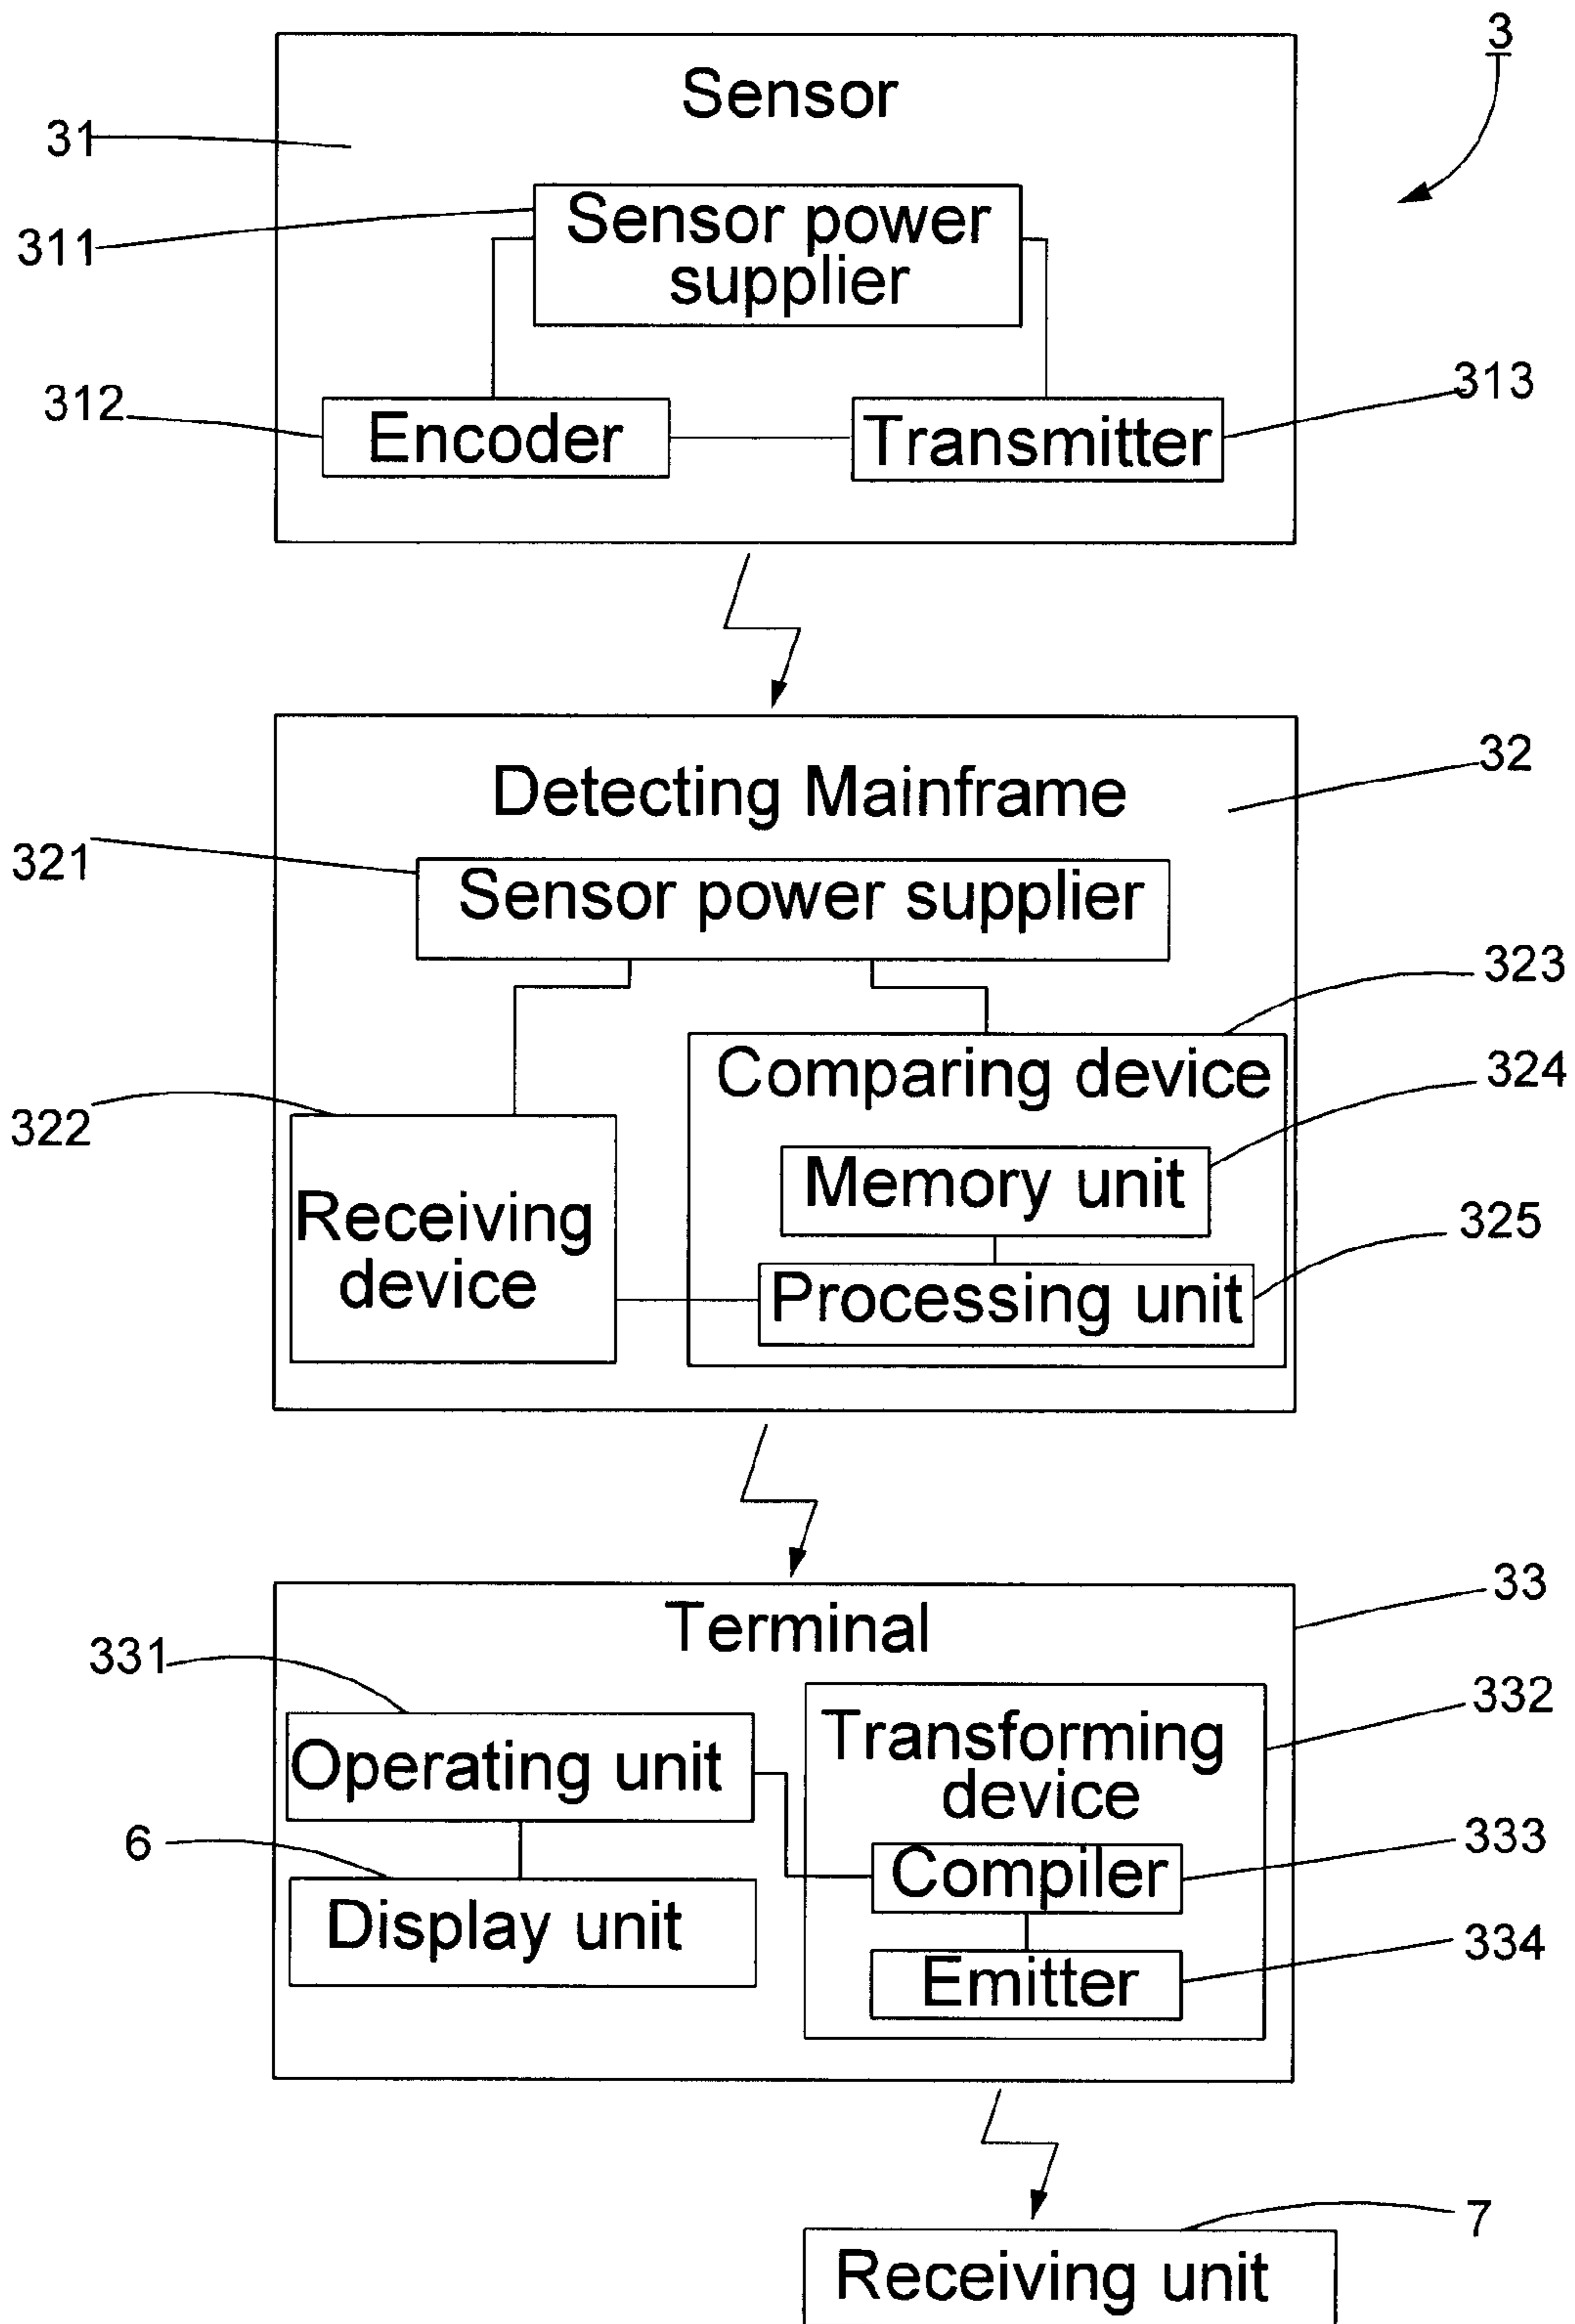 3
Sensor
31
Sensor power
supplier
311
312
Encoder
Transmitter
313
Detecting Mainframe
32
321
Sensor power supplier
323
Comparing device
324
322
Memory unit
Receiving
device
325
Processing unit
33
Terminal
331
332
Transforming
device
Operating unit
6
333
Compiler
Display unit
334
Emitter
7
Receiving unit